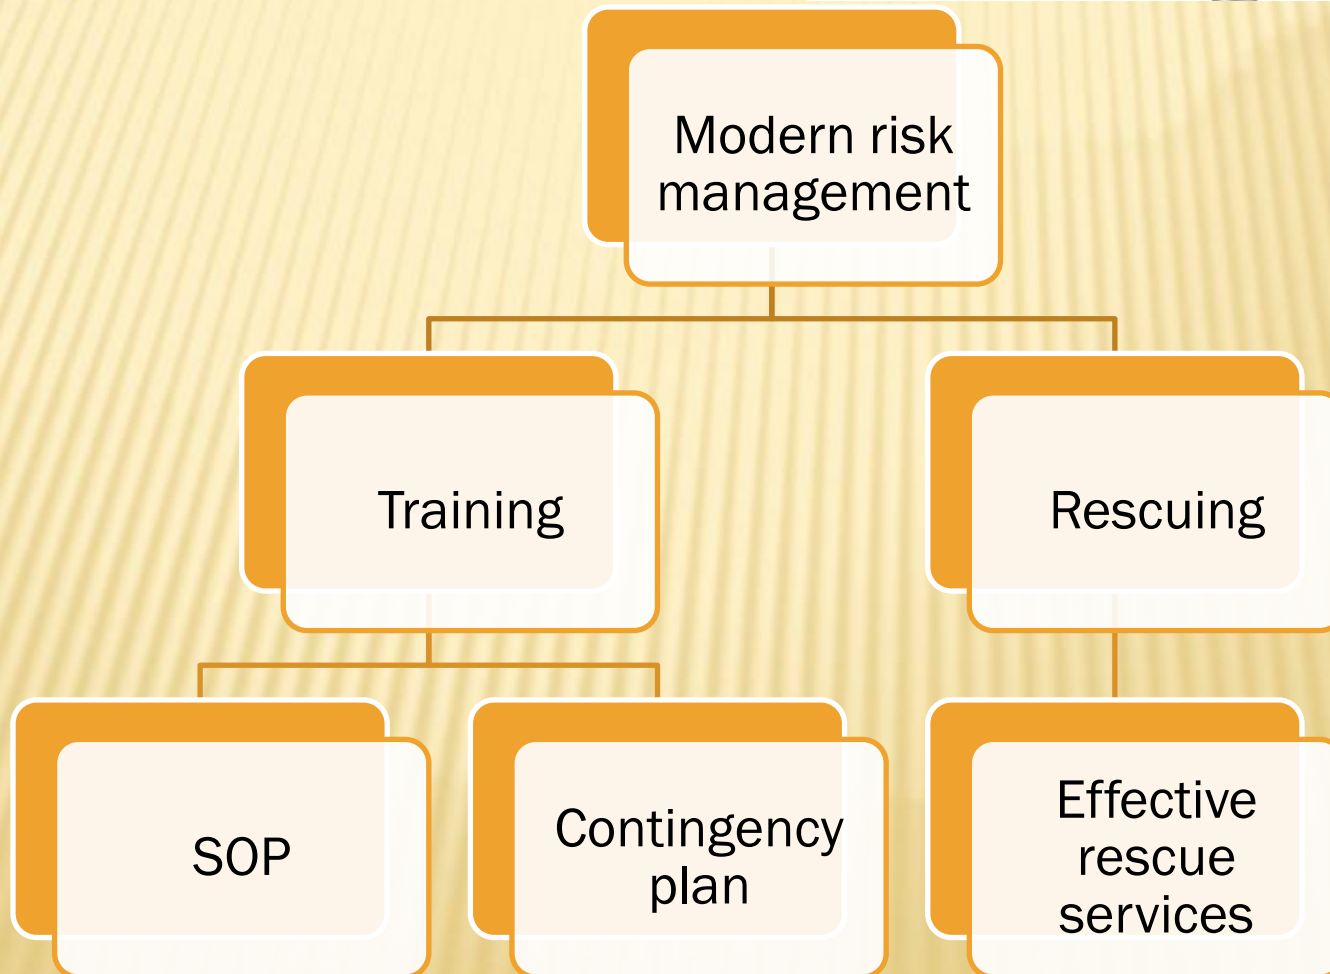 Modern risk
management
Training
Rescuing
SOP
Contingency
plan
Effective
rescue
services